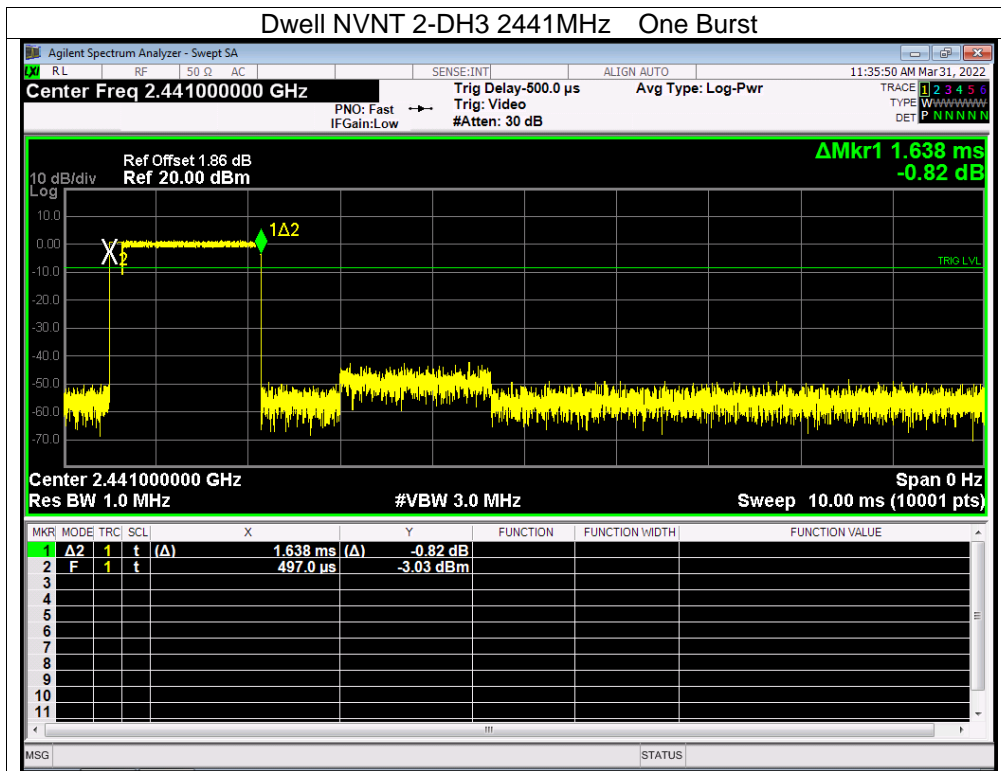 Dwell NVNT 2-DH3 2441MHz One Burst
Agilent Spectrum Analyzer - Swept SA
LXI RL RF 50 Ω AC SENSE:INT ALIGN AUTO 11:35:50 AM Mar 31, 2022
Center Freq 2.441000000 GHz Trig Delay-500.0 µs Avg Type: Log-Pwr TRACE 1 2 3 4 5 6
PNO: Fast Trig: Video TYPE WWWWWW
IFGain:Low #Atten: 30 dB DET P N N N N N
ΔMkr1 1.638 ms
-0.82 dB
Ref Offset 1.86 dB
10 dB/div Ref 20.00 dBm
Log
10.0
1Δ2
0.00
X2
TRIG LVL
-10.0
-20.0
-30.0
-40.0
-50.0
-60.0
-70.0
Center 2.441000000 GHz Span 0 Hz
Res BW 1.0 MHz #VBW 3.0 MHz Sweep 10.00 ms (10001 pts)
MKR MODE TRC SCL X Y FUNCTION FUNCTION WIDTH FUNCTION VALUE
1 Δ2 1 t (Δ) 1.638 ms (Δ) -0.82 dB
2 F 1 t 497.0 µs -3.03 dBm
3
4
5
6
7
8
9
10
11
MSG STATUS